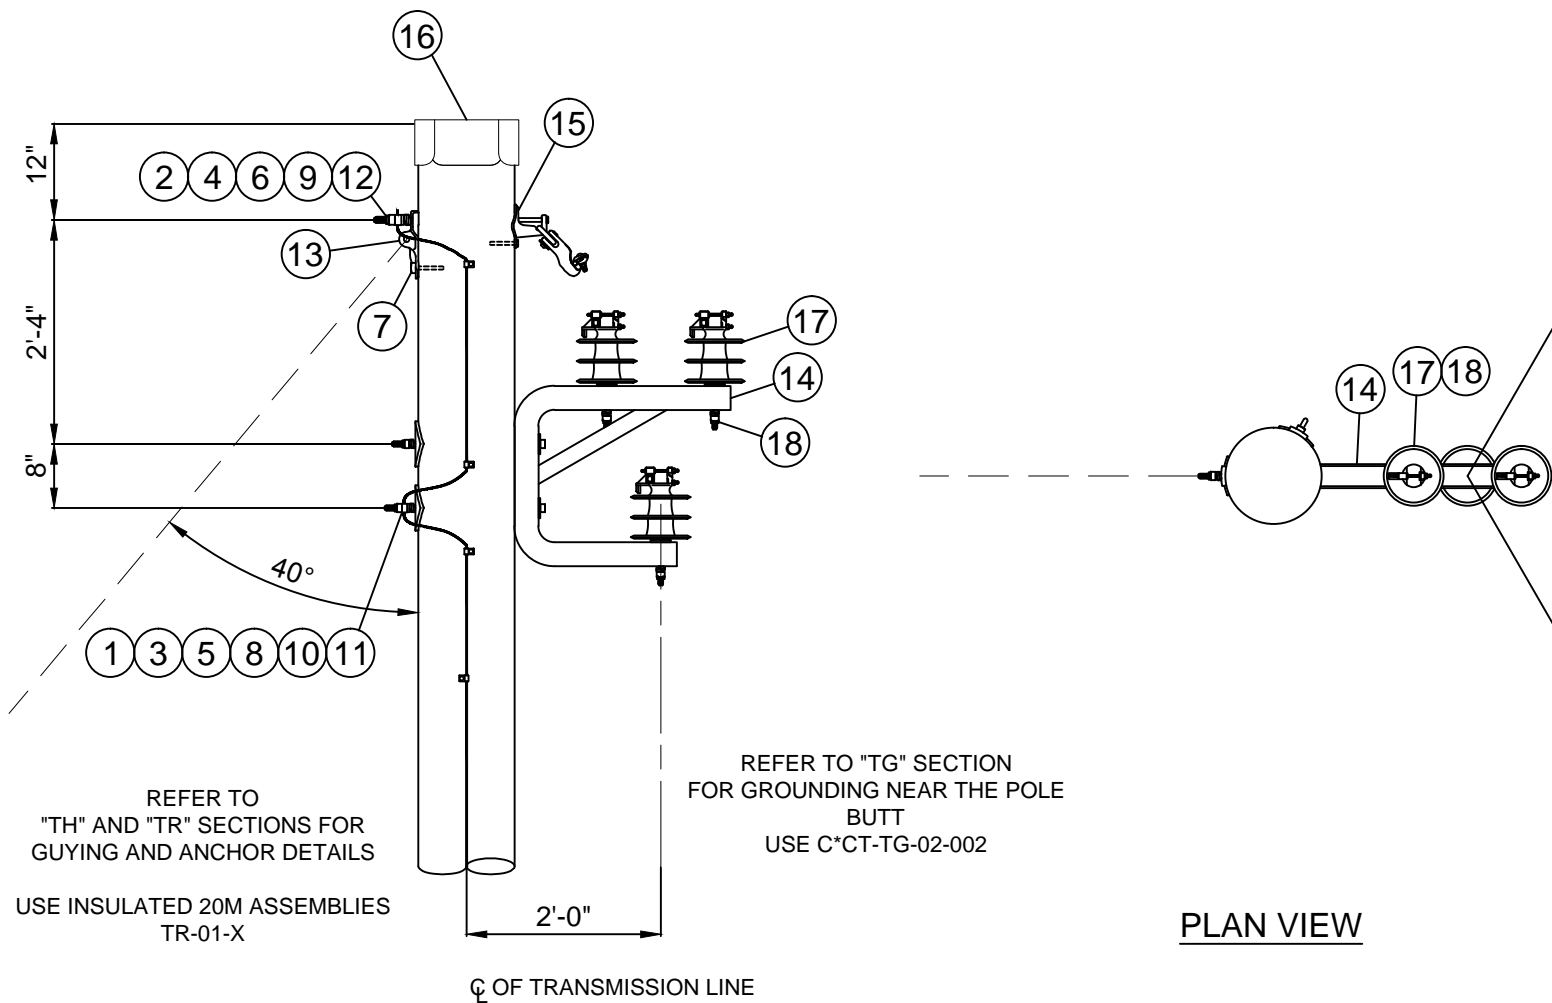 16
15
12"
2 4 6 9 12
13
7
2'-4"
17
14
18
8"
40°
1 3 5 8 10 11
14
17 18
REFER TO
"TH" AND "TR" SECTIONS FOR
GUYING AND ANCHOR DETAILS
USE INSULATED 20M ASSEMBLIES
TR-01-X
REFER TO "TG" SECTION
FOR GROUNDING NEAR THE POLE
BUTT
USE C*CT-TG-02-002
2'-0"
℄ OF TRANSMISSION LINE
PLAN VIEW